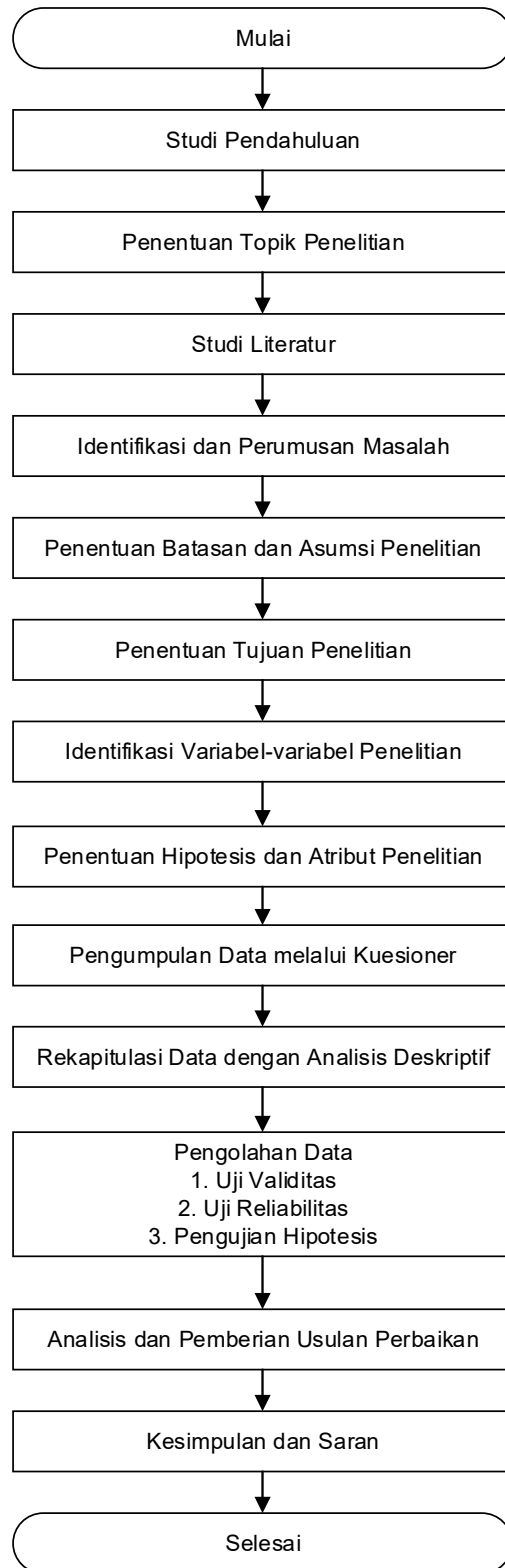 Mulai
Studi Pendahuluan
Penentuan Topik Penelitian
Studi Literatur
Identifikasi dan Perumusan Masalah
Penentuan Batasan dan Asumsi Penelitian
Penentuan Tujuan Penelitian
Identifikasi Variabel-variabel Penelitian
Penentuan Hipotesis dan Atribut Penelitian
Pengumpulan Data melalui Kuesioner
Rekapitulasi Data dengan Analisis Deskriptif
Pengolahan Data
1. Uji Validitas
2. Uji Reliabilitas
3. Pengujian Hipotesis
Analisis dan Pemberian Usulan Perbaikan
Kesimpulan dan Saran
Selesai